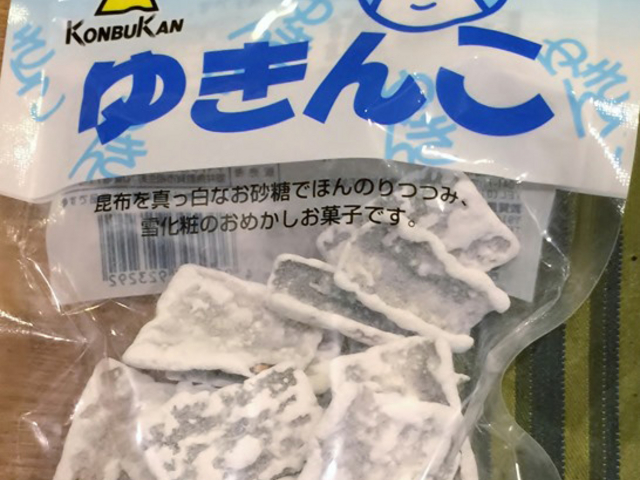 KONBUKAN
ゆきんこ
昆布を真っ白なお砂糖でほんのりつつみ、
雪化粧のおめかしお菓子です。